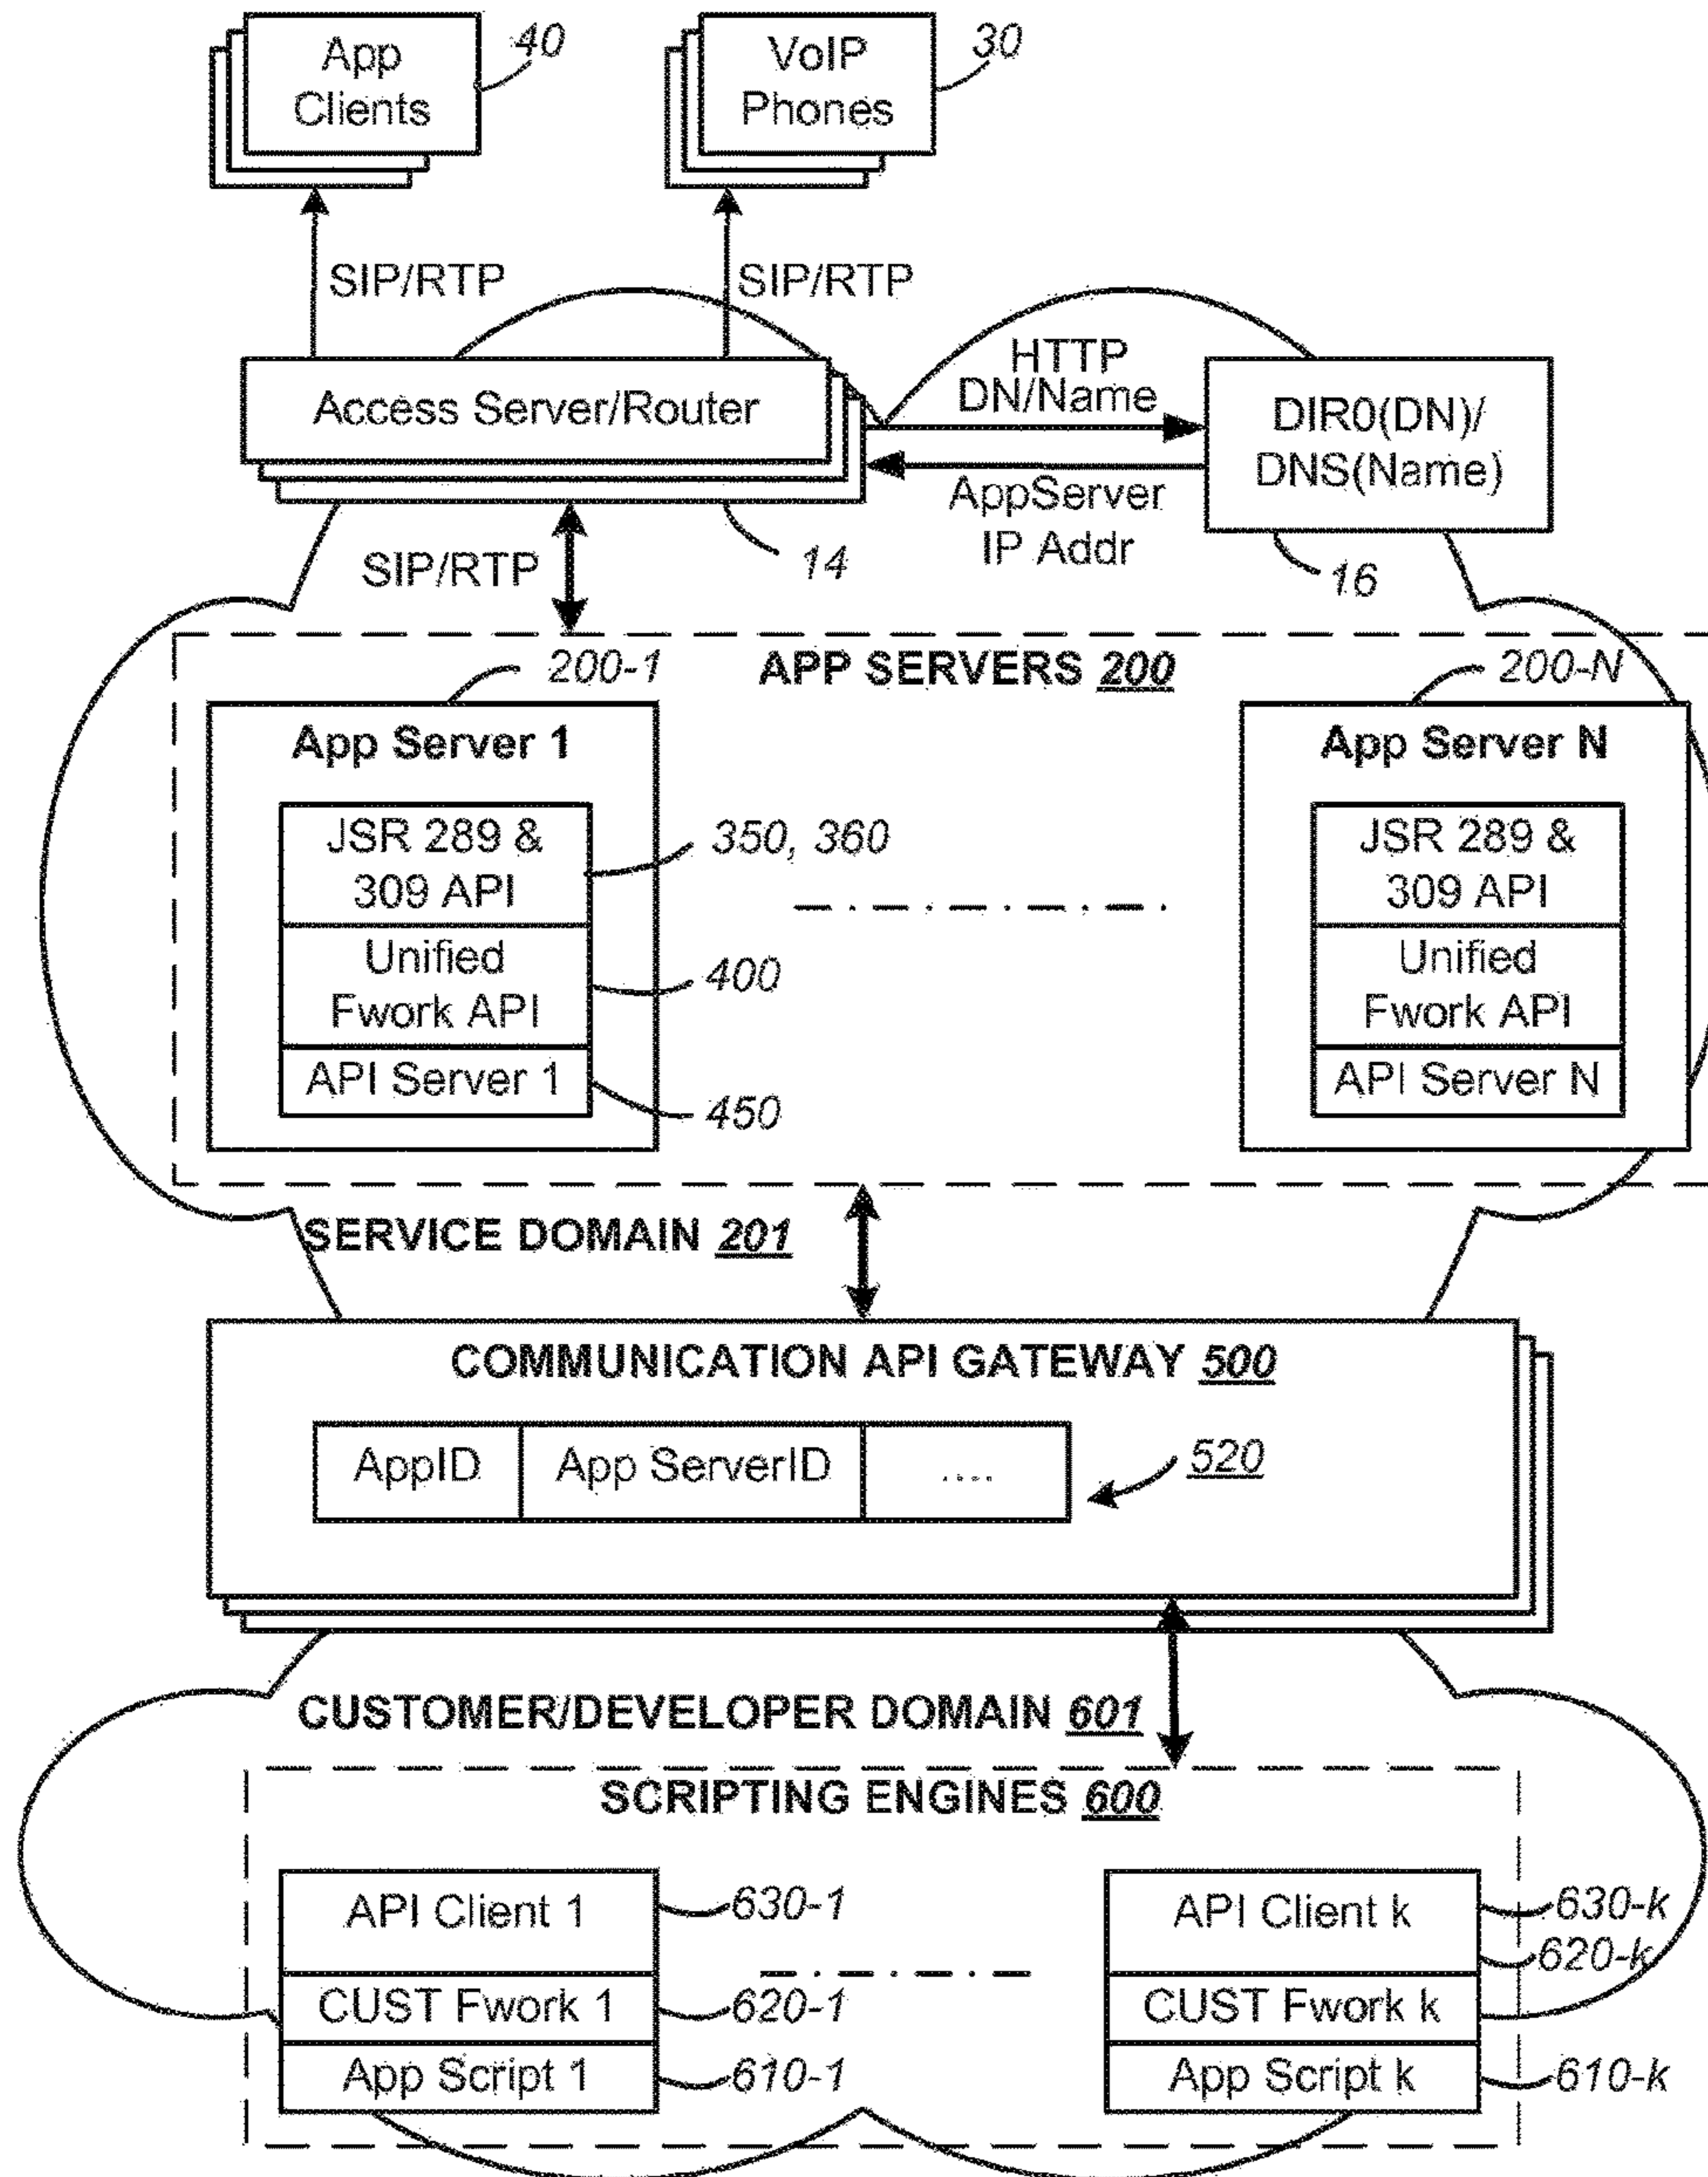 App
Clients
40
VoIP
Phones
30
SIP/RTP
SIP/RTP
Access Server/Router
HTTP
DN/Name
DIR0(DN)/
DNS(Name)
AppServer
IP Addr
14
16
SIP/RTP
APP SERVERS 200
200-1
200-N
App Server 1
JSR 289 &
309 API
350, 360
Unified
Fwork API
400
API Server 1
450
App Server N
JSR 289 &
309 API
Unified
Fwork API
API Server N
SERVICE DOMAIN 201
COMMUNICATION API GATEWAY 500
AppID
App ServerID
....
520
CUSTOMER/DEVELOPER DOMAIN 601
SCRIPTING ENGINES 600
API Client 1
630-1
CUST Fwork 1
620-1
App Script 1
610-1
API Client k
630-k
620-k
CUST Fwork k
App Script k
610-k